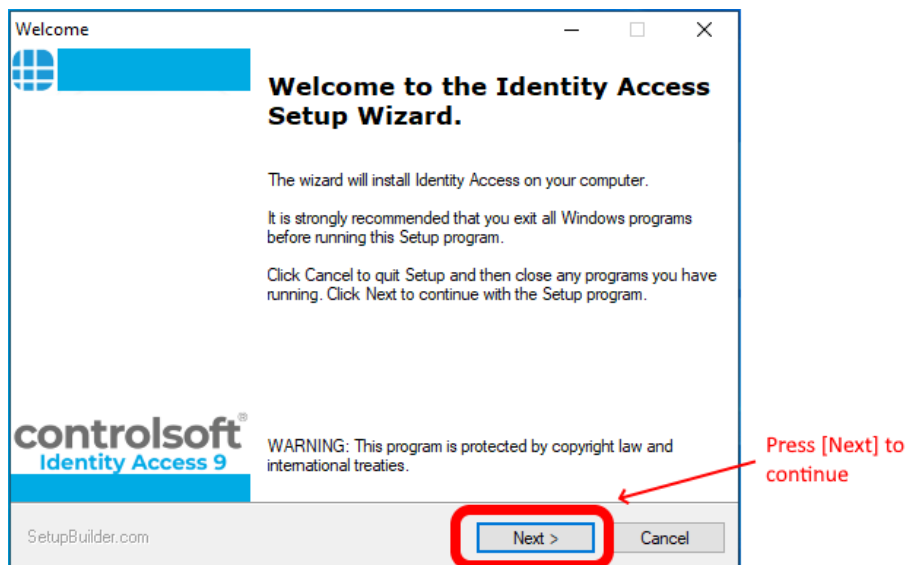 Welcome
Welcome to the Identity Access
Setup Wizard.
The wizard will install Identity Access on your computer.
It is strongly recommended that you exit all Windows programs
before running this Setup program.
Click Cancel to quit Setup and then close any programs you have
running. Click Next to continue with the Setup program.
controlsoft®
Identity Access 9
WARNING: This program is protected by copyright law and
international treaties.
Press [Next] to
continue
SetupBuilder.com
Next >
Cancel